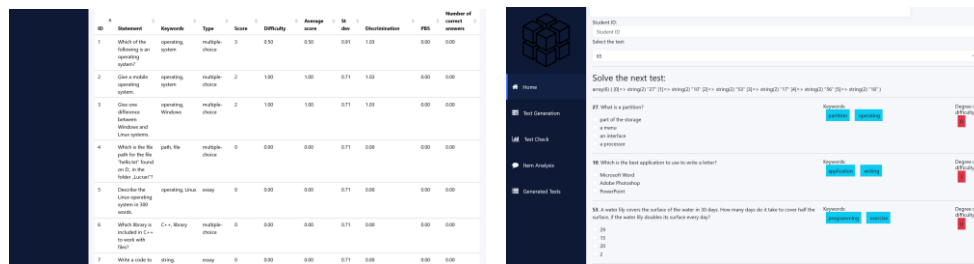 Number of
Average St correct
ID Statement Keywords Type Score Difficulty score dev Discrimination PBS answers
1 Which of the operating, multiple- 3 0.50 0.50 0.91 1.03 0.00 0.00
following is an system choice
operating
system?
2 Give a mobile operating, multiple- 2 1.00 1.00 0.71 1.03 0.00 0.00
operating system choice
system.
3 Give one operating, multiple- 2 1.00 1.00 0.71 1.03 0.00 0.00
difference Windows choice
between
Windows and
Linux systems.
4 Which is the file path, file multiple- 0 0.00 0.00 0.71 0.00 0.00 0.00
path for the file choice
"hello.txt" found
on D:, in the
folder „Lucrari"?
5 Describe the operating, Linux essay 0 0.00 0.00 0.71 0.00 0.00 0.00
Linux operating
system in 300
words.
6 Which library is C++, library multiple- 0 0.00 0.00 0.71 0.00 0.00 0.00
included in C++ choice
to work with
files?
7 Write a code to string, essay 0 0.00 0.00 0.71 0.00 0.00 0.00
Student ID:
Student ID
Select the test:
65
Solve the next test:
array(6) { [0]=> string(2) "27" [1]=> string(2) "10" [2]=> string(2) "53" [3]=> string(2) "17" [4]=> string(2) "56" [5]=> string(2) "18" }
Home
Test Generation
Test Check
Item Analysis
Generated Tests
27. What is a partition? Keywords: Degree o
partition operating difficulty
part of the storage
a menu
an interface
a processor
10. Which is the best application to use to write a letter? Keywords: Degree o
application writing difficulty
Microsoft Word
Adobe Photoshop
PowerPoint
53. A water lily covers the surface of the water in 30 days. How many days do it take to cover half the Keywords: Degree o
surface, if the water lily doubles its surface every day? programming exercise difficulty
29
15
20
2